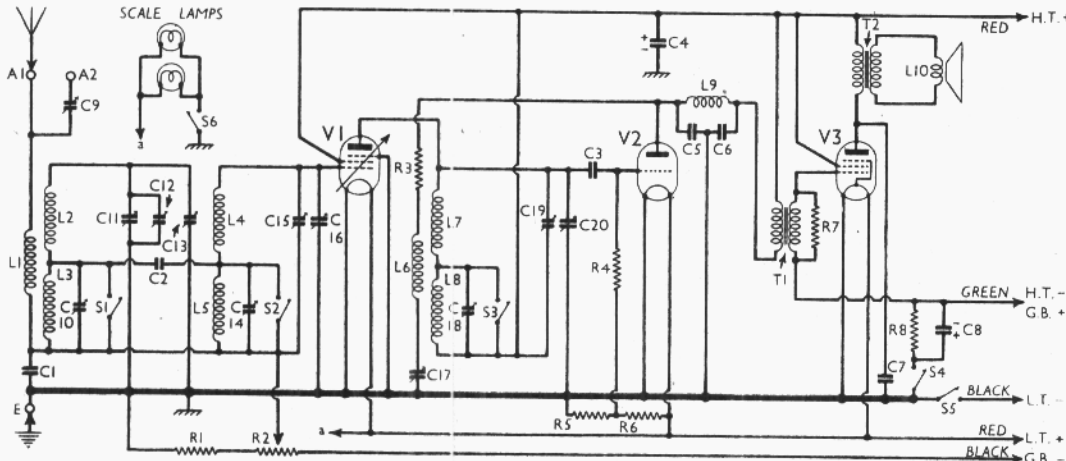 SCALE LAMPS
T2
H.T. +
RED
C4
L10
A1
A2
C9
S6
a
L9
V1
V2
V3
C5
C6
R3
C3
C12
C11
C13
L2
L4
C15
C
16
L7
C19
C20
R7
L1
L3
C2
L6
R4
T1
L8
C
10
S1
L5
C
14
S2
C
18
S3
GREEN
H.T. -
G.B. +
R8
C8
C1
C17
C7
S4
E
S5
BLACK
L.T. -
R5
R6
a
RED
L.T. +
R1
R2
BLACK
G.B. -